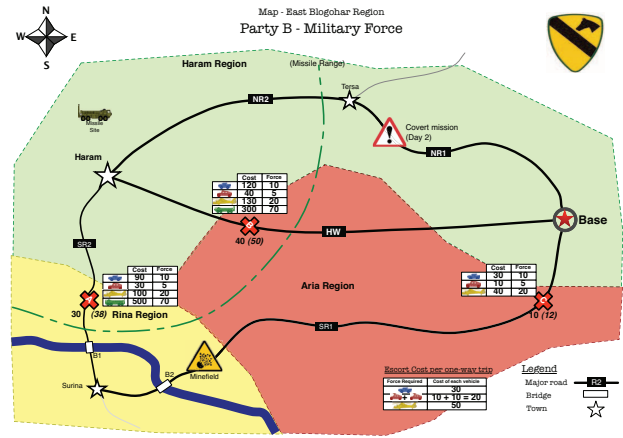 Map - East Blogohar Region
Party B - Military Force
N
W E
S
Haram Region
(Missile Range)
Tersa
NR2
Missile
Site
Covert mission
(Day 2)
NR1
Haram
Cost Force
120 10
40 5
130 20
300 70
Base
40 (50)
HW
SR2
Cost Force
90 10
30 5
100 20
500 70
Aria Region
Cost Force
30 10
10 5
40 20
30 (38)
Rina Region
10 (12)
SR1
B1
B2
Minefield
Surina
Escort Cost per one-way trip
Force Required Cost of each vehicle
30
+ 10 + 10 = 20
50
Legend
Major road R2
Bridge
Town